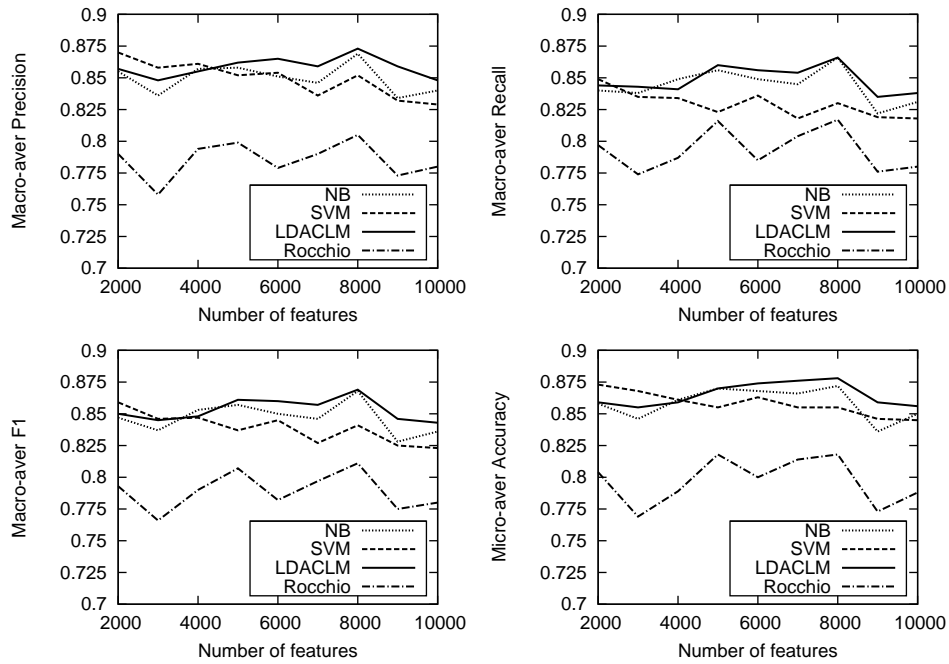 0.9
0.875
0.85
0.825
0.8
0.775
0.75
0.725
0.7
Macro-aver Precision
NB
SVM
LDACLM
Rocchio
2000 4000 6000 8000 10000
Number of features
0.9
0.875
0.85
0.825
0.8
0.775
0.75
0.725
0.7
Macro-aver Recall
NB
SVM
LDACLM
Rocchio
2000 4000 6000 8000 10000
Number of features
0.9
0.875
0.85
0.825
0.8
0.775
0.75
0.725
0.7
Macro-aver F1
NB
SVM
LDACLM
Rocchio
2000 4000 6000 8000 10000
Number of features
0.9
0.875
0.85
0.825
0.8
0.775
0.75
0.725
0.7
Micro-aver Accuracy
NB
SVM
LDACLM
Rocchio
2000 4000 6000 8000 10000
Number of features